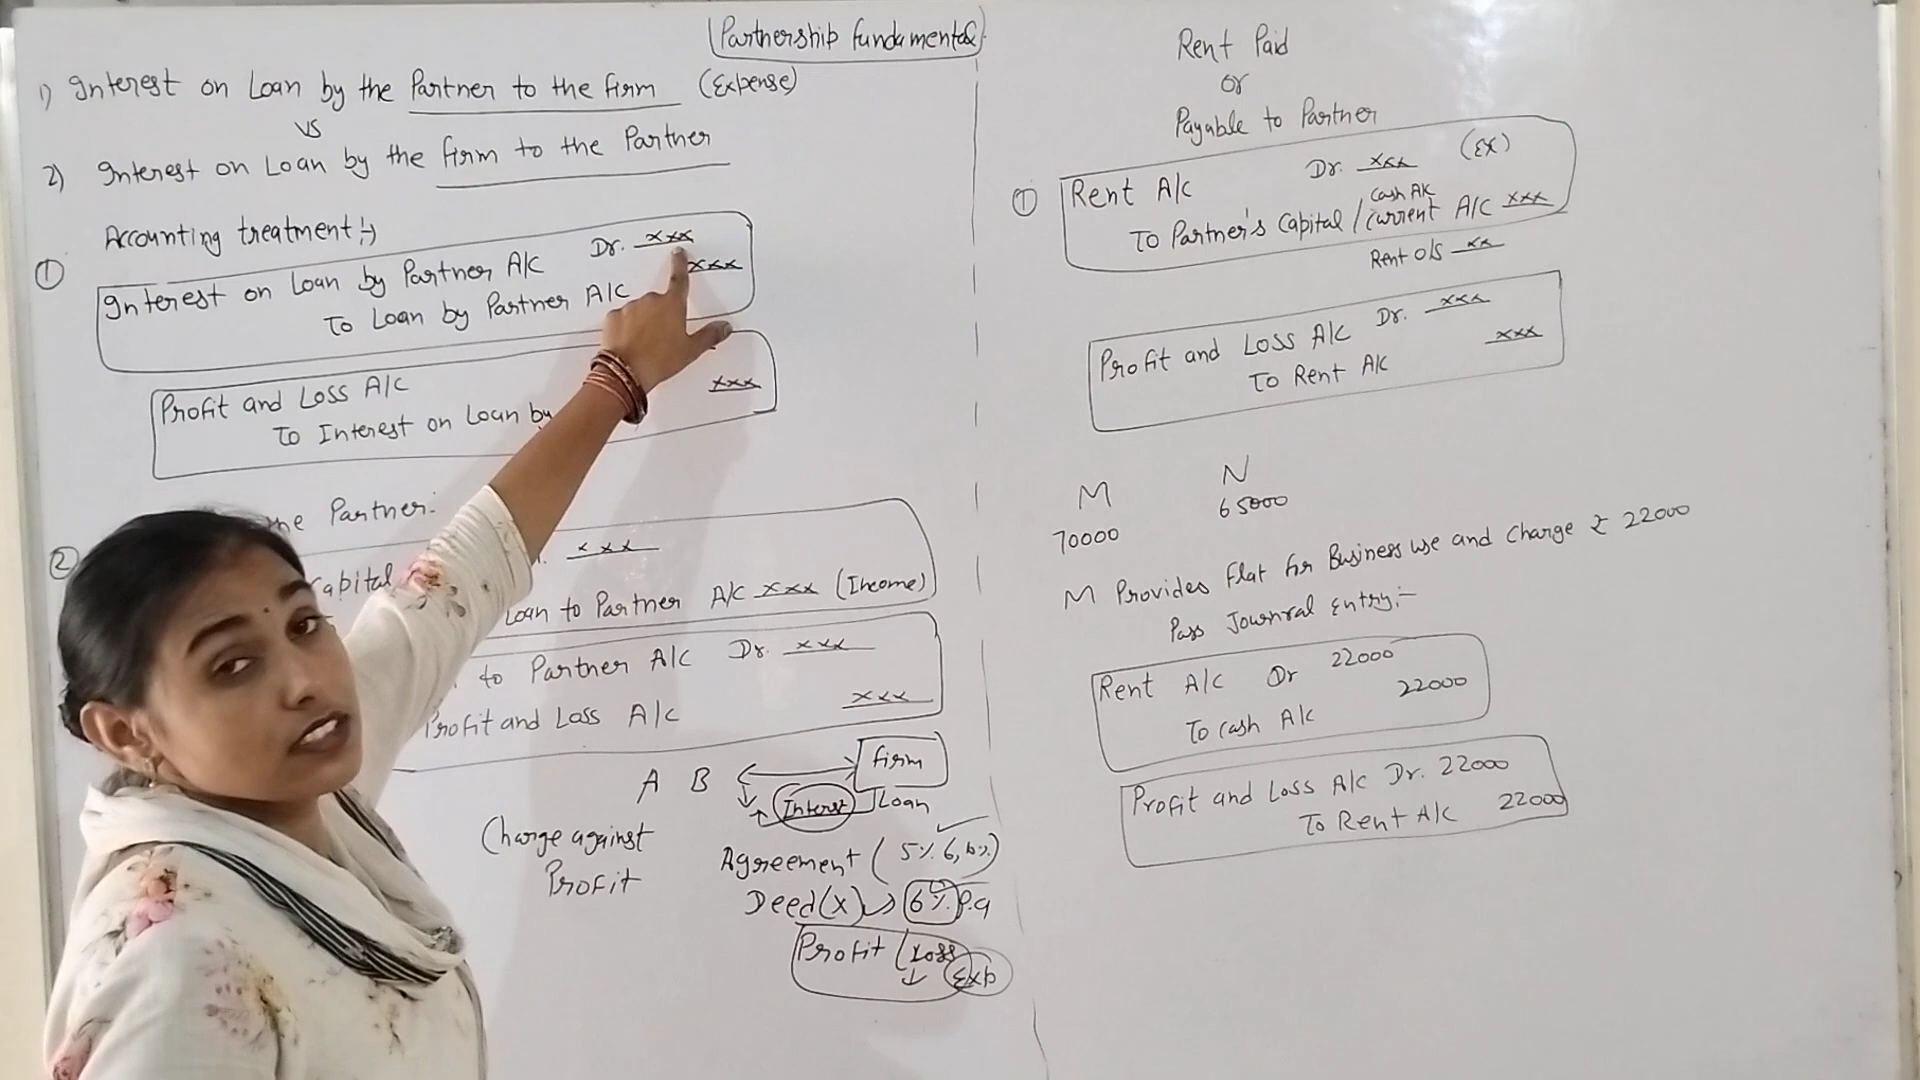 Partnership fundamental
1) Interest on Loan by the Partner to the firm (Expense)
VS
2) Interest on Loan by the firm to the Partner
Accounting treatment:-)
① Interest on Loan by Partner A/C Dr. xxx
To Loan by Partner A/C xxx
Profit and Loss A/C
To Interest on Loan by xxx
② the Partner:
capital xxx
Loan to Partner A/C xxx (Income)
to Partner A/C Dr. xxx
Profit and Loss A/C xxx
A B firm
Interest Loan
Charge against
Profit
Agreement ( 5%. 6,
Deed(x) 6% P.a
Profit (Loss
Exp
Rent Paid
or
Payable to Partner
① Rent A/C Dr. xxx (EX)
Cash A/C
To Partner's Capital / Current A/C xxx
Rent O/S xx
Profit and Loss A/C Dr. xxx
To Rent A/C xxx
M N
70000 65000
M Provides flat for Business use and charge ₹ 22000
Pass Jounral Entry:-
Rent A/C Dr 22000
To cash A/C 22000
Profit and Loss A/C Dr. 22000
To Rent A/C 22000